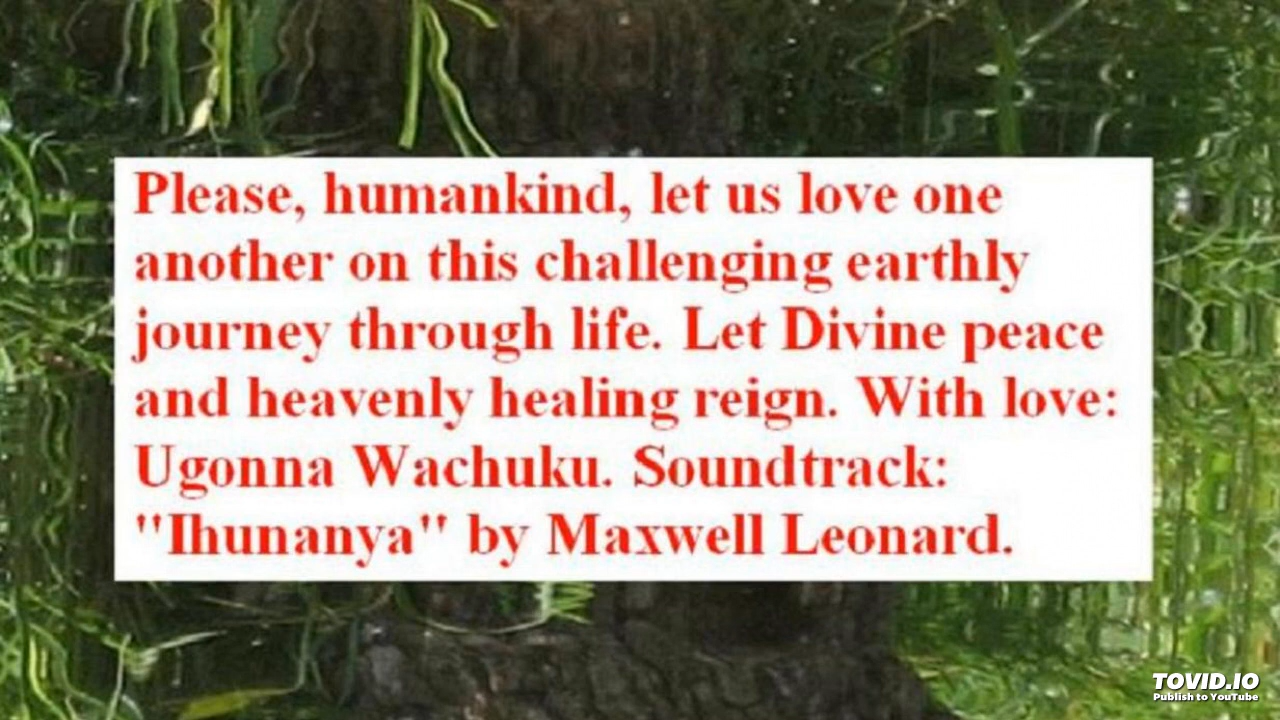 Please, humankind, let us love one
another on this challenging earthly
journey through life. Let Divine peace
and heavenly healing reign. With love:
Ugonna Wachuku. Soundtrack:
"Ihunanya" by Maxwell Leonard.
TOVID.IO
Publish to YouTube